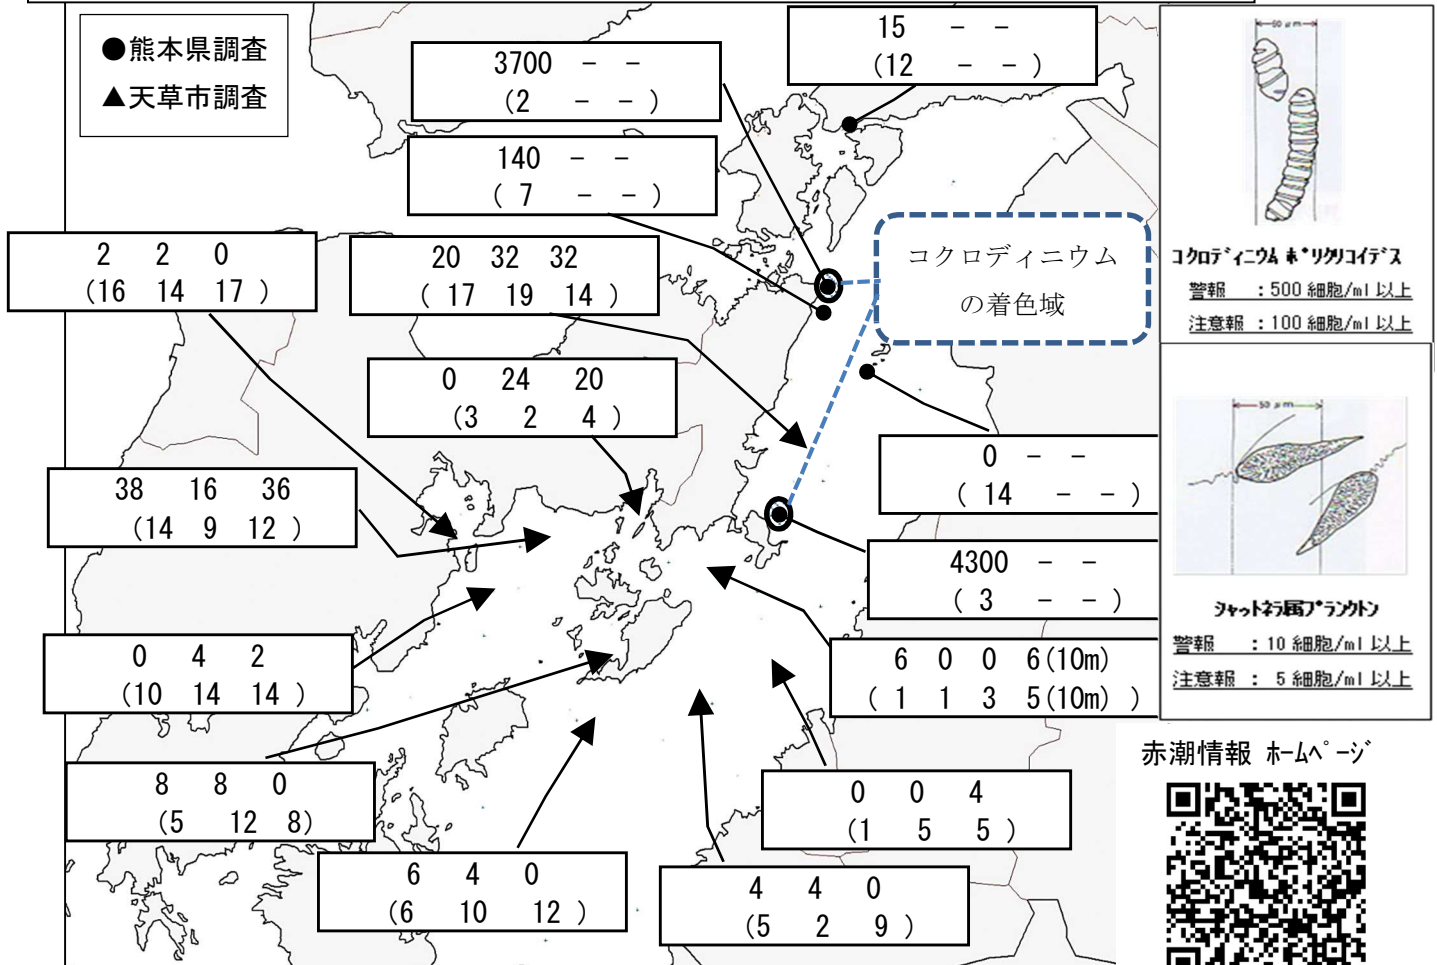 ●熊本県調査
▲天草市調査
15 － －
(12 － － )
3700 － －
(2 － － )
140 － －
( 7 － － )
2 2 0
(16 14 17 )
20 32 32
( 17 19 14 )
コクロディニウム
の着色域
0 24 20
(3 2 4 )
0 － －
( 14 － － )
38 16 36
(14 9 12 )
4300 － －
( 3 － － )
0 4 2
(10 14 14 )
6 0 0 6(10m)
( 1 1 3 5(10m) )
8 8 0
(5 12 8)
0 0 4
(1 5 5 )
6 4 0
(6 10 12 )
4 4 0
(5 2 9 )
50 μm
コクロディニウム ポリクリコイデス
警報 ：500 細胞/ml 以上
注意報 ：100 細胞/ml 以上
50 μm
シャットネラ属プランクトン
警報 ：10 細胞/ml 以上
注意報 ： 5 細胞/ml 以上
赤潮情報 ホームページ